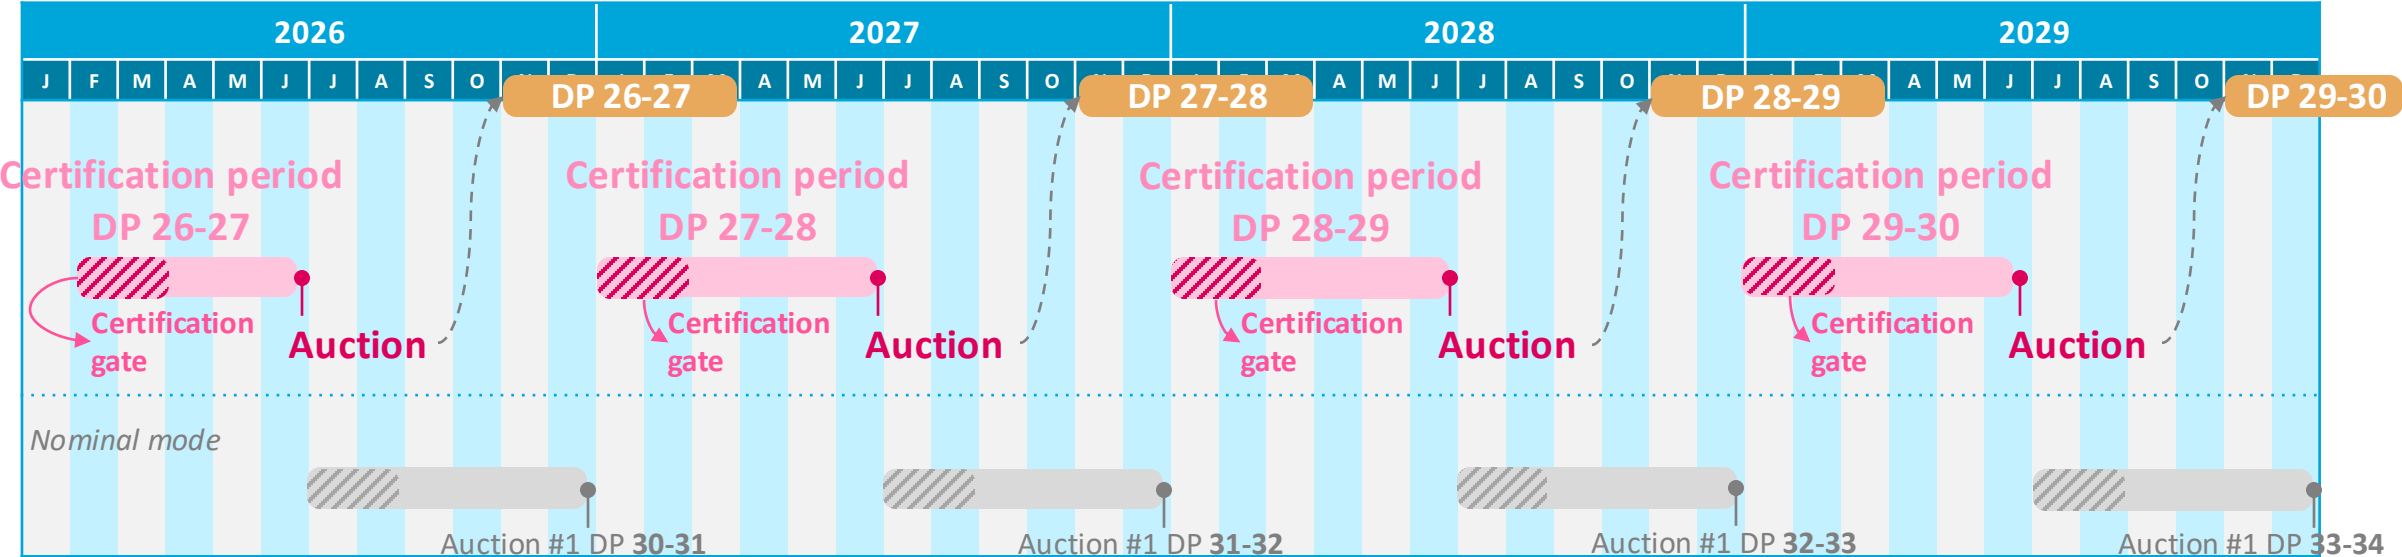 2026 2027 2028 2029
J F M A M J J A S O A M J J A S O A M J J A S O A M J J A S O
DP 26-27 DP 27-28 DP 28-29 DP 29-30
Certification period Certification period Certification period Certification period
DP 26-27 DP 27-28 DP 28-29 DP 29-30
Certification Certification Certification Certification
gate gate gate gate
Auction Auction Auction Auction
Nominal mode
Auction #1 DP 30-31 Auction #1 DP 31-32 Auction #1 DP 32-33 Auction #1 DP 33-34